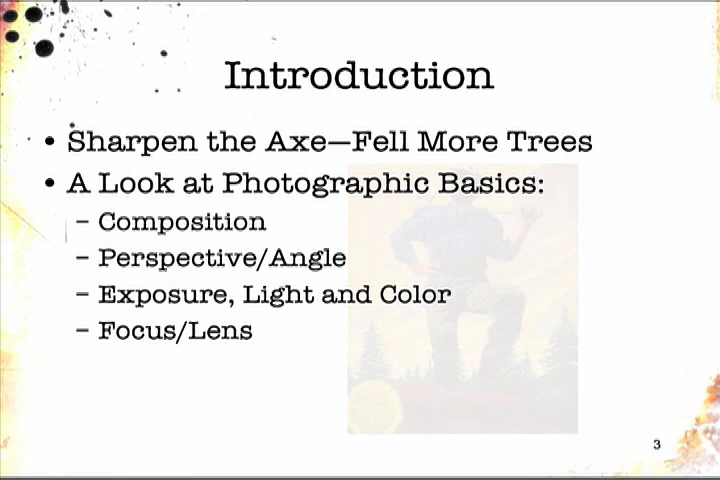 Introduction
• Sharpen the Axe—Fell More Trees
• A Look at Photographic Basics:
– Composition
– Perspective/Angle
– Exposure, Light and Color
– Focus/Lens
3